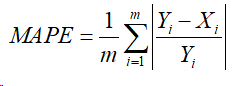 MAPE = \frac{1}{m} \sum_{i=1}^{m} \left| \frac{Y_i - X_i}{Y_i} \right|